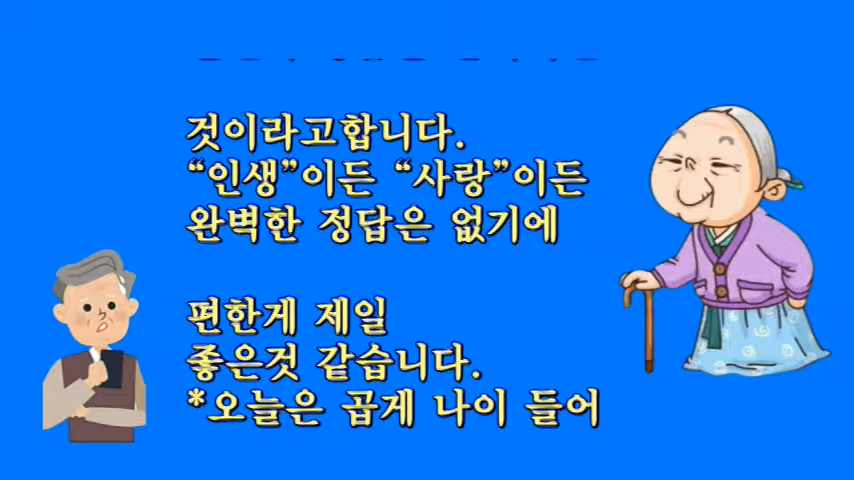 것이라고합니다.
“인생”이든 “사랑”이든
완벽한 정답은 없기에
편한게 제일
좋은것 같습니다.
*오늘은 곱게 나이 들어